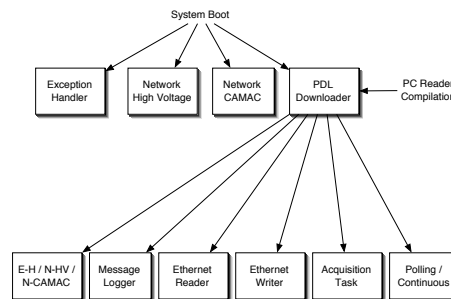 System Boot
Exception
Handler
Network
High Voltage
Network
CAMAC
PDL
Downloader
PC Reader
Compilation
E-H / N-HV /
N-CAMAC
Message
Logger
Ethernet
Reader
Ethernet
Writer
Acquisition
Task
Polling /
Continuous